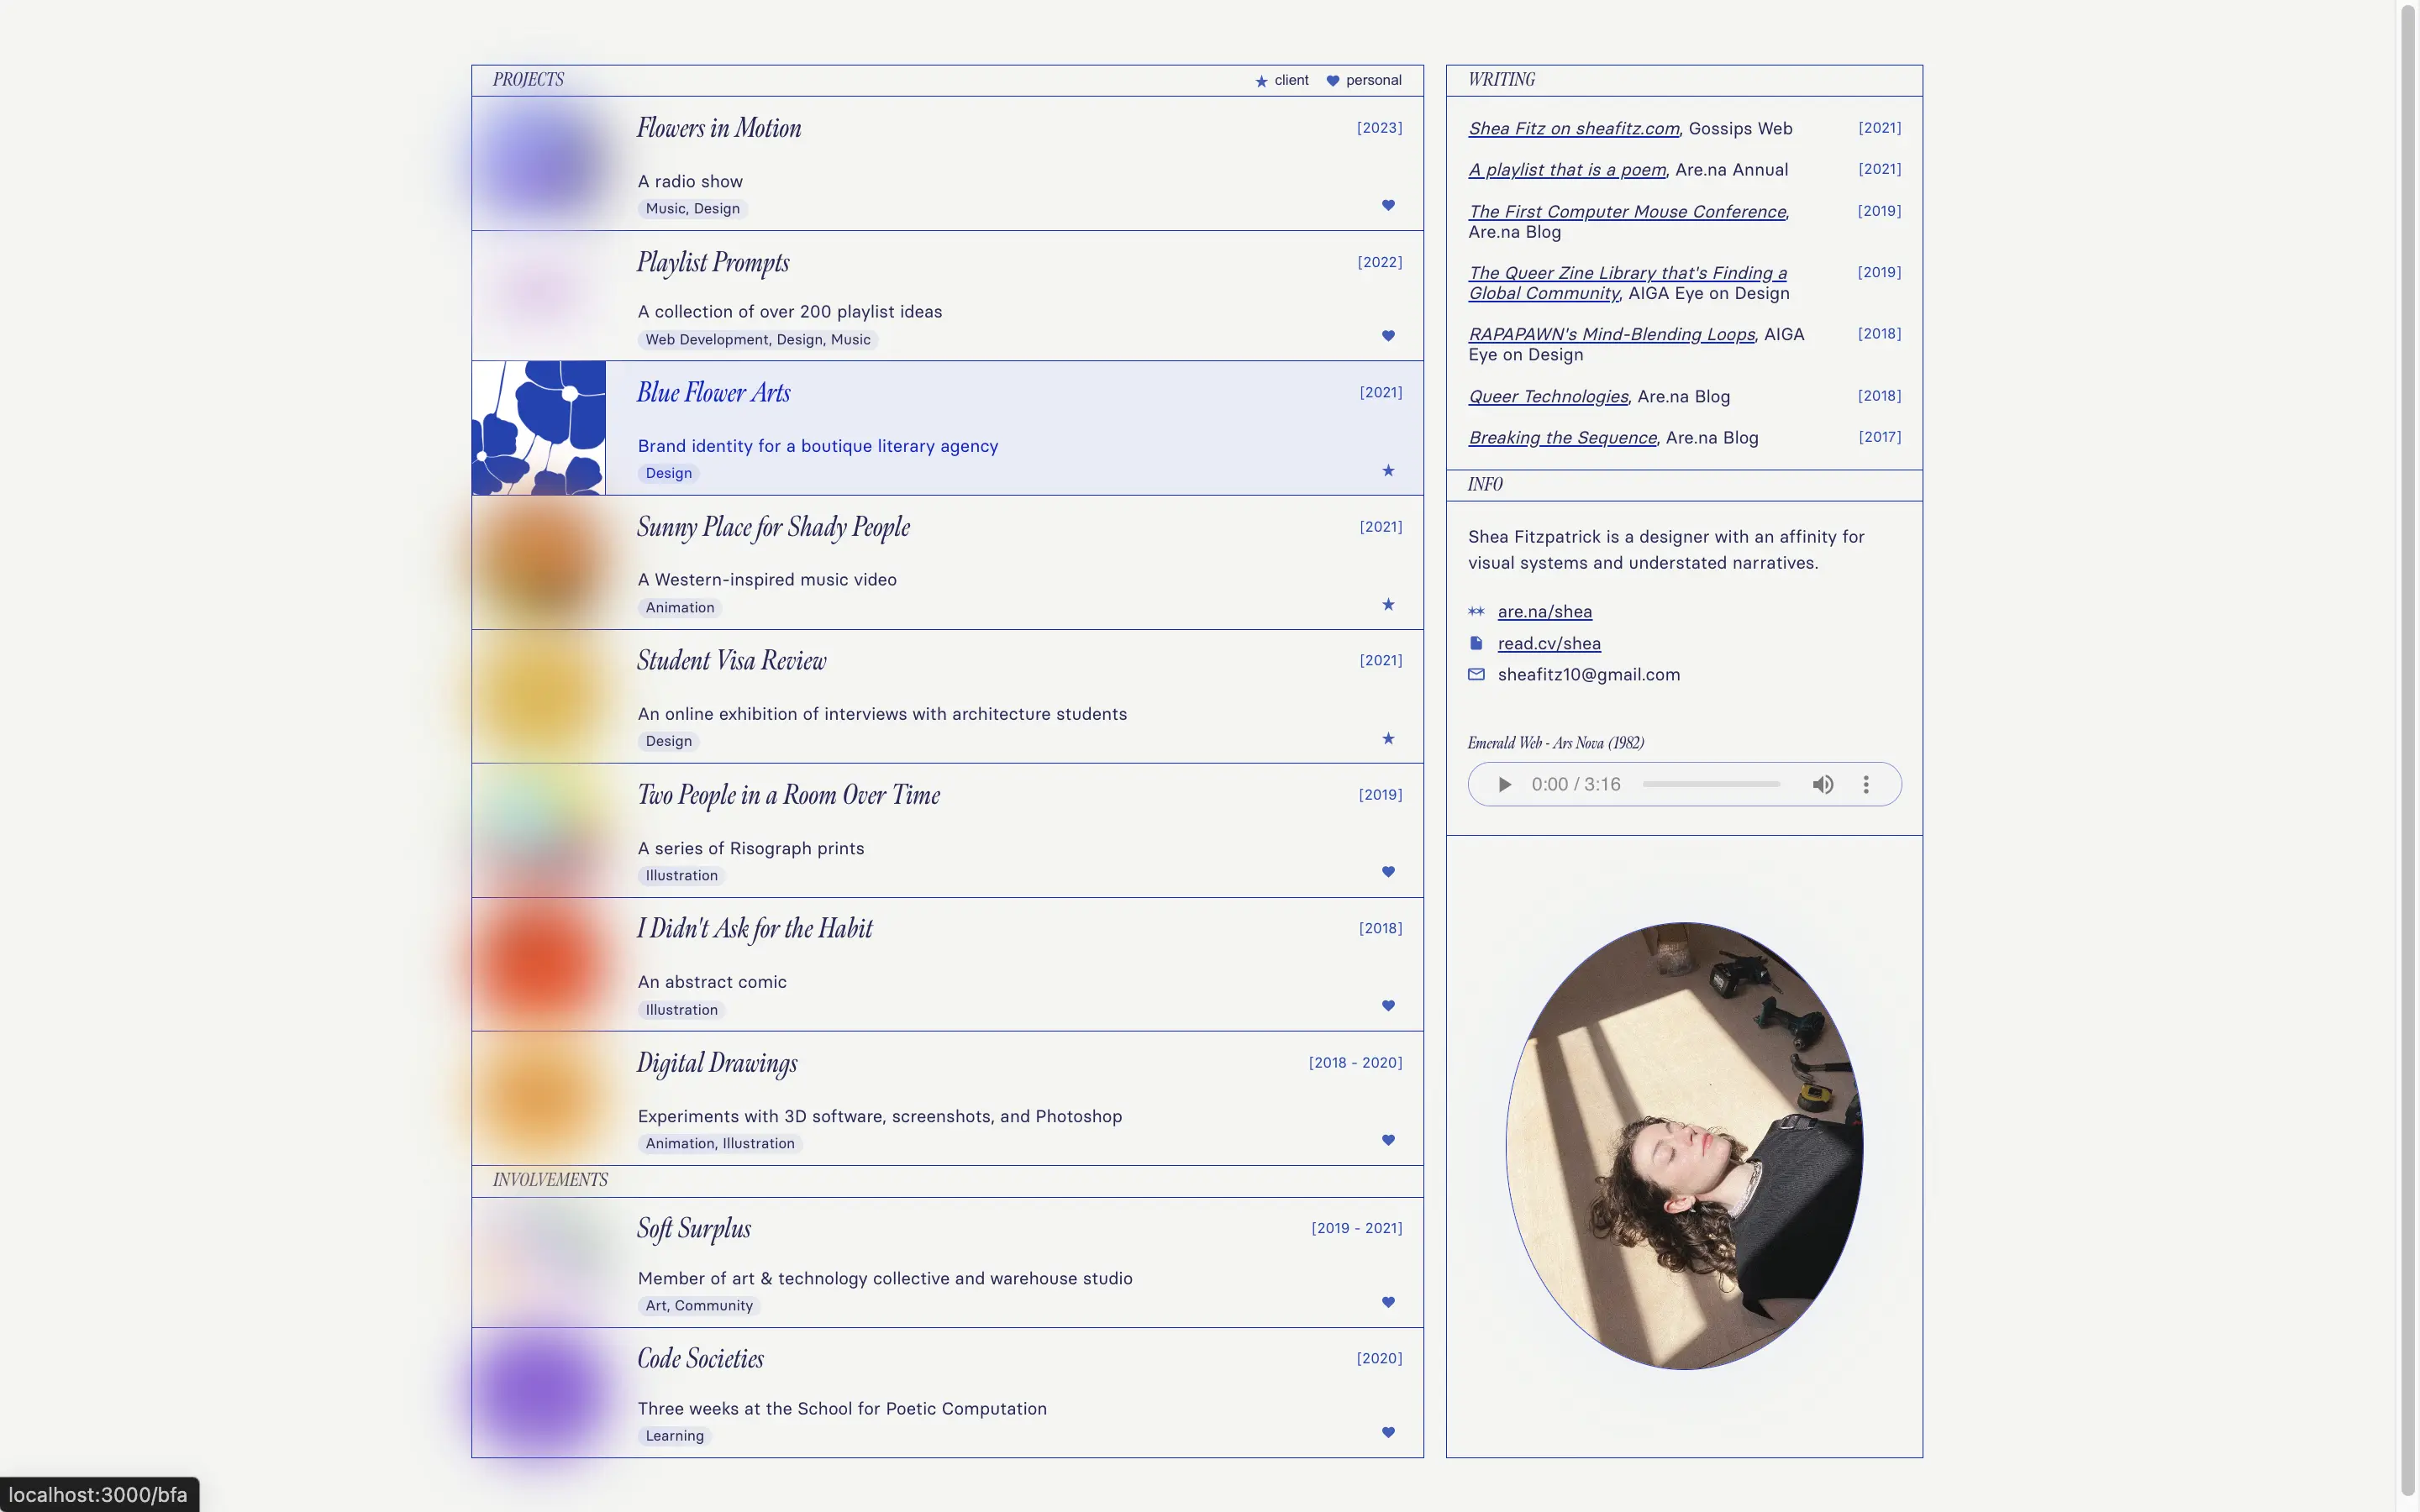 PROJECTS
client personal
Flowers in Motion [2023]
A radio show
Music, Design
Playlist Prompts [2022]
A collection of over 200 playlist ideas
Web Development, Design, Music
Blue Flower Arts [2021]
Brand identity for a boutique literary agency
Design
Sunny Place for Shady People [2021]
A Western-inspired music video
Animation
Student Visa Review [2021]
An online exhibition of interviews with architecture students
Design
Two People in a Room Over Time [2019]
A series of Risograph prints
Illustration
I Didn't Ask for the Habit [2018]
An abstract comic
Illustration
Digital Drawings [2018 - 2020]
Experiments with 3D software, screenshots, and Photoshop
Animation, Illustration
INVOLVEMENTS
Soft Surplus [2019 - 2021]
Member of art & technology collective and warehouse studio
Art, Community
Code Societies [2020]
Three weeks at the School for Poetic Computation
Learning
WRITING
Shea Fitz on sheafitz.com, Gossips Web [2021]
A playlist that is a poem, Are.na Annual [2021]
The First Computer Mouse Conference, [2019]
Are.na Blog
The Queer Zine Library that's Finding a [2019]
Global Community, AIGA Eye on Design
RAPAPAWN's Mind-Blending Loops, AIGA [2018]
Eye on Design
Queer Technologies, Are.na Blog [2018]
Breaking the Sequence, Are.na Blog [2017]
INFO
Shea Fitzpatrick is a designer with an affinity for
visual systems and understated narratives.
are.na/shea
read.cv/shea
sheafitz10@gmail.com
Emerald Web - Ars Nova (1982)
0:00 / 3:16
localhost:3000/bfa